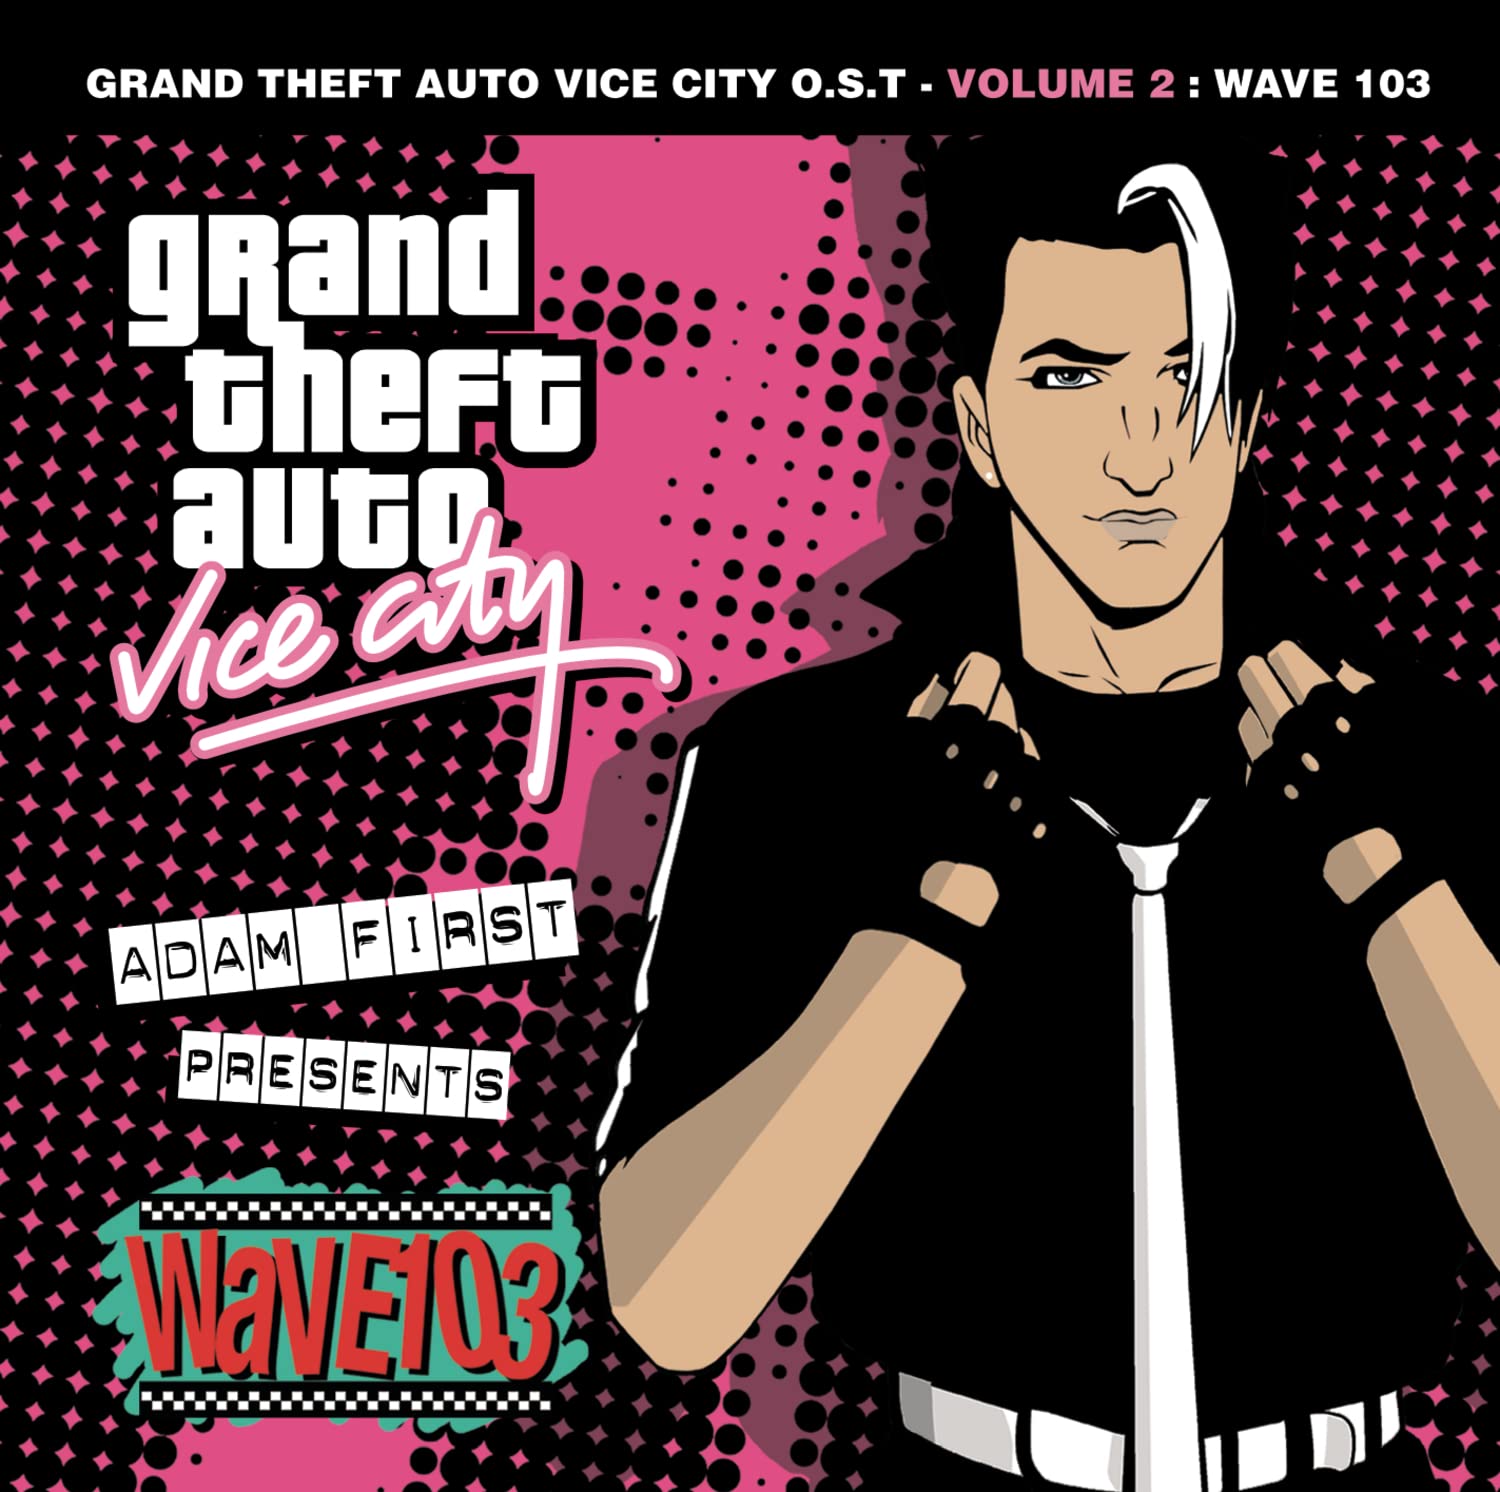 GRAND THEFT AUTO VICE CITY O.S.T - VOLUME 2 : WAVE 103
grand
theft
auto
Vice City
ADAM FIRST
PRESENTS
WaVE103